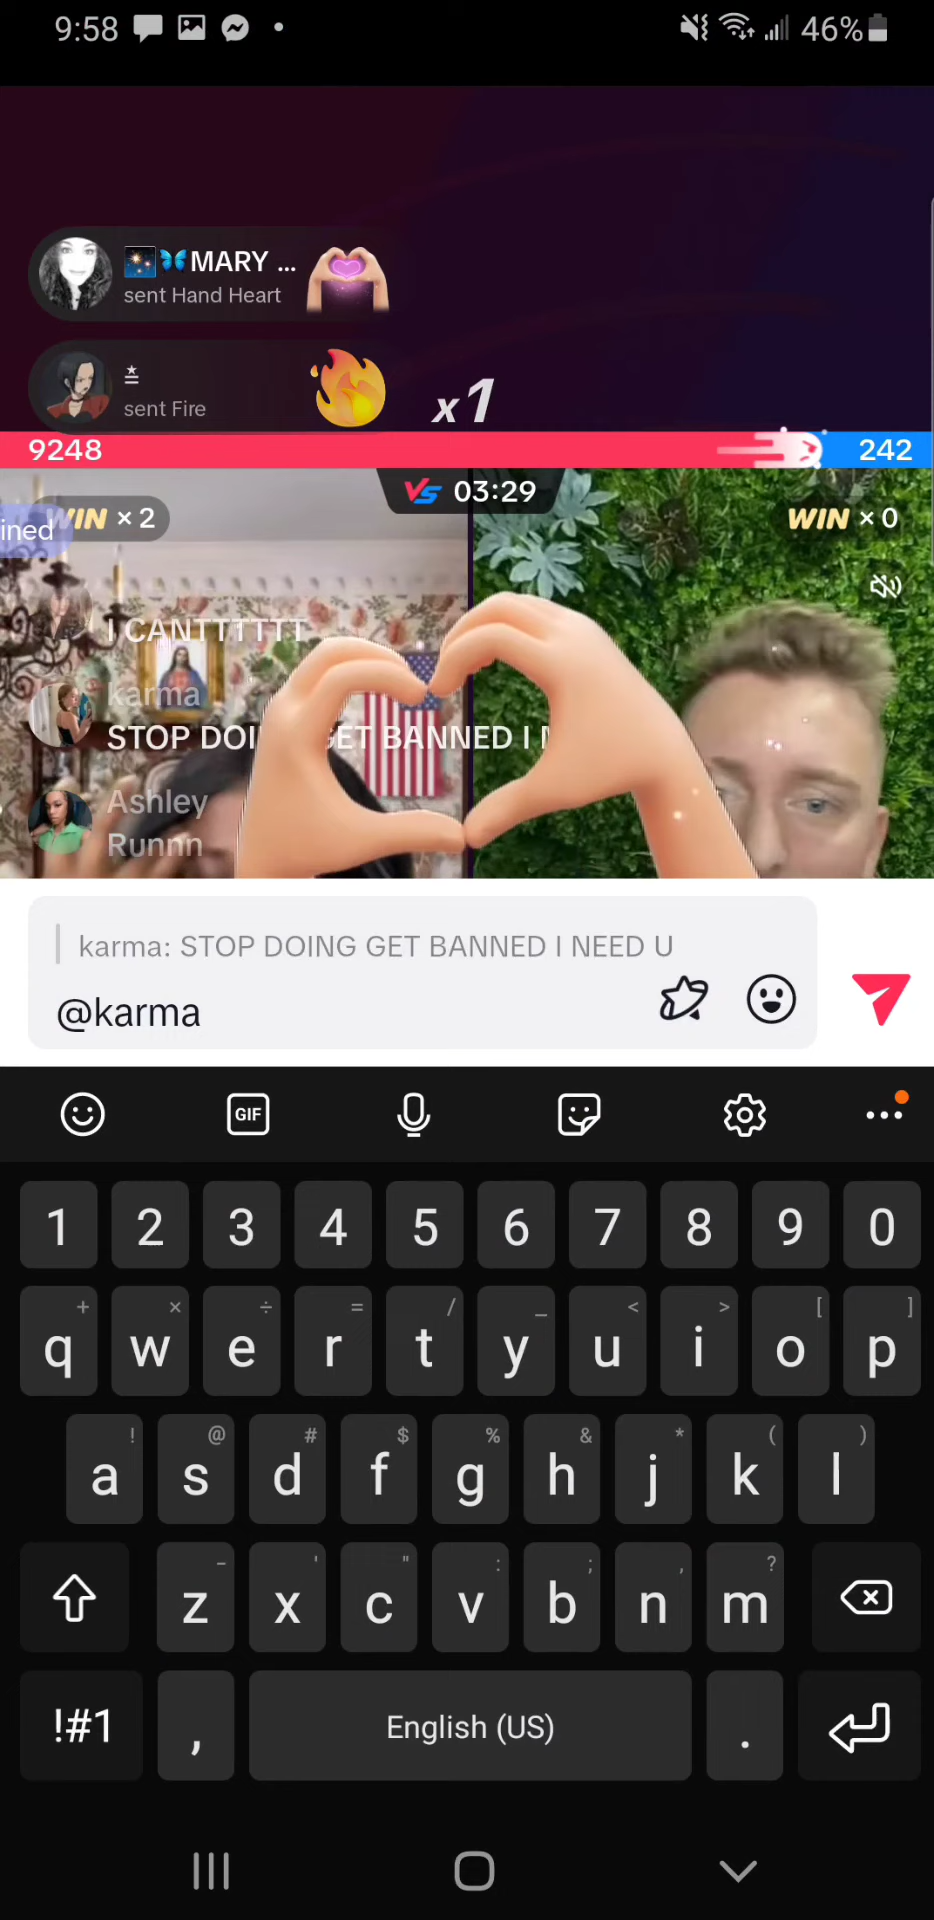 9:58
46%
MARY ...
sent Hand Heart
sent Fire
x1
9248
242
VS 03:29
WIN × 2
WIN × 0
ined
I CANTTTTTT
karma
STOP DOI GET BANNED I N
Ashley
Runnn
karma: STOP DOING GET BANNED I NEED U
@karma
GIF
1 2 3 4 5 6 7 8 9 0
+ × ÷ = / _ < > [ ]
q w e r t y u i o p
! @ # $ % & * ( )
a s d f g h j k l
- ' " : ; , ?
z x c v b n m
!#1 , English (US) .